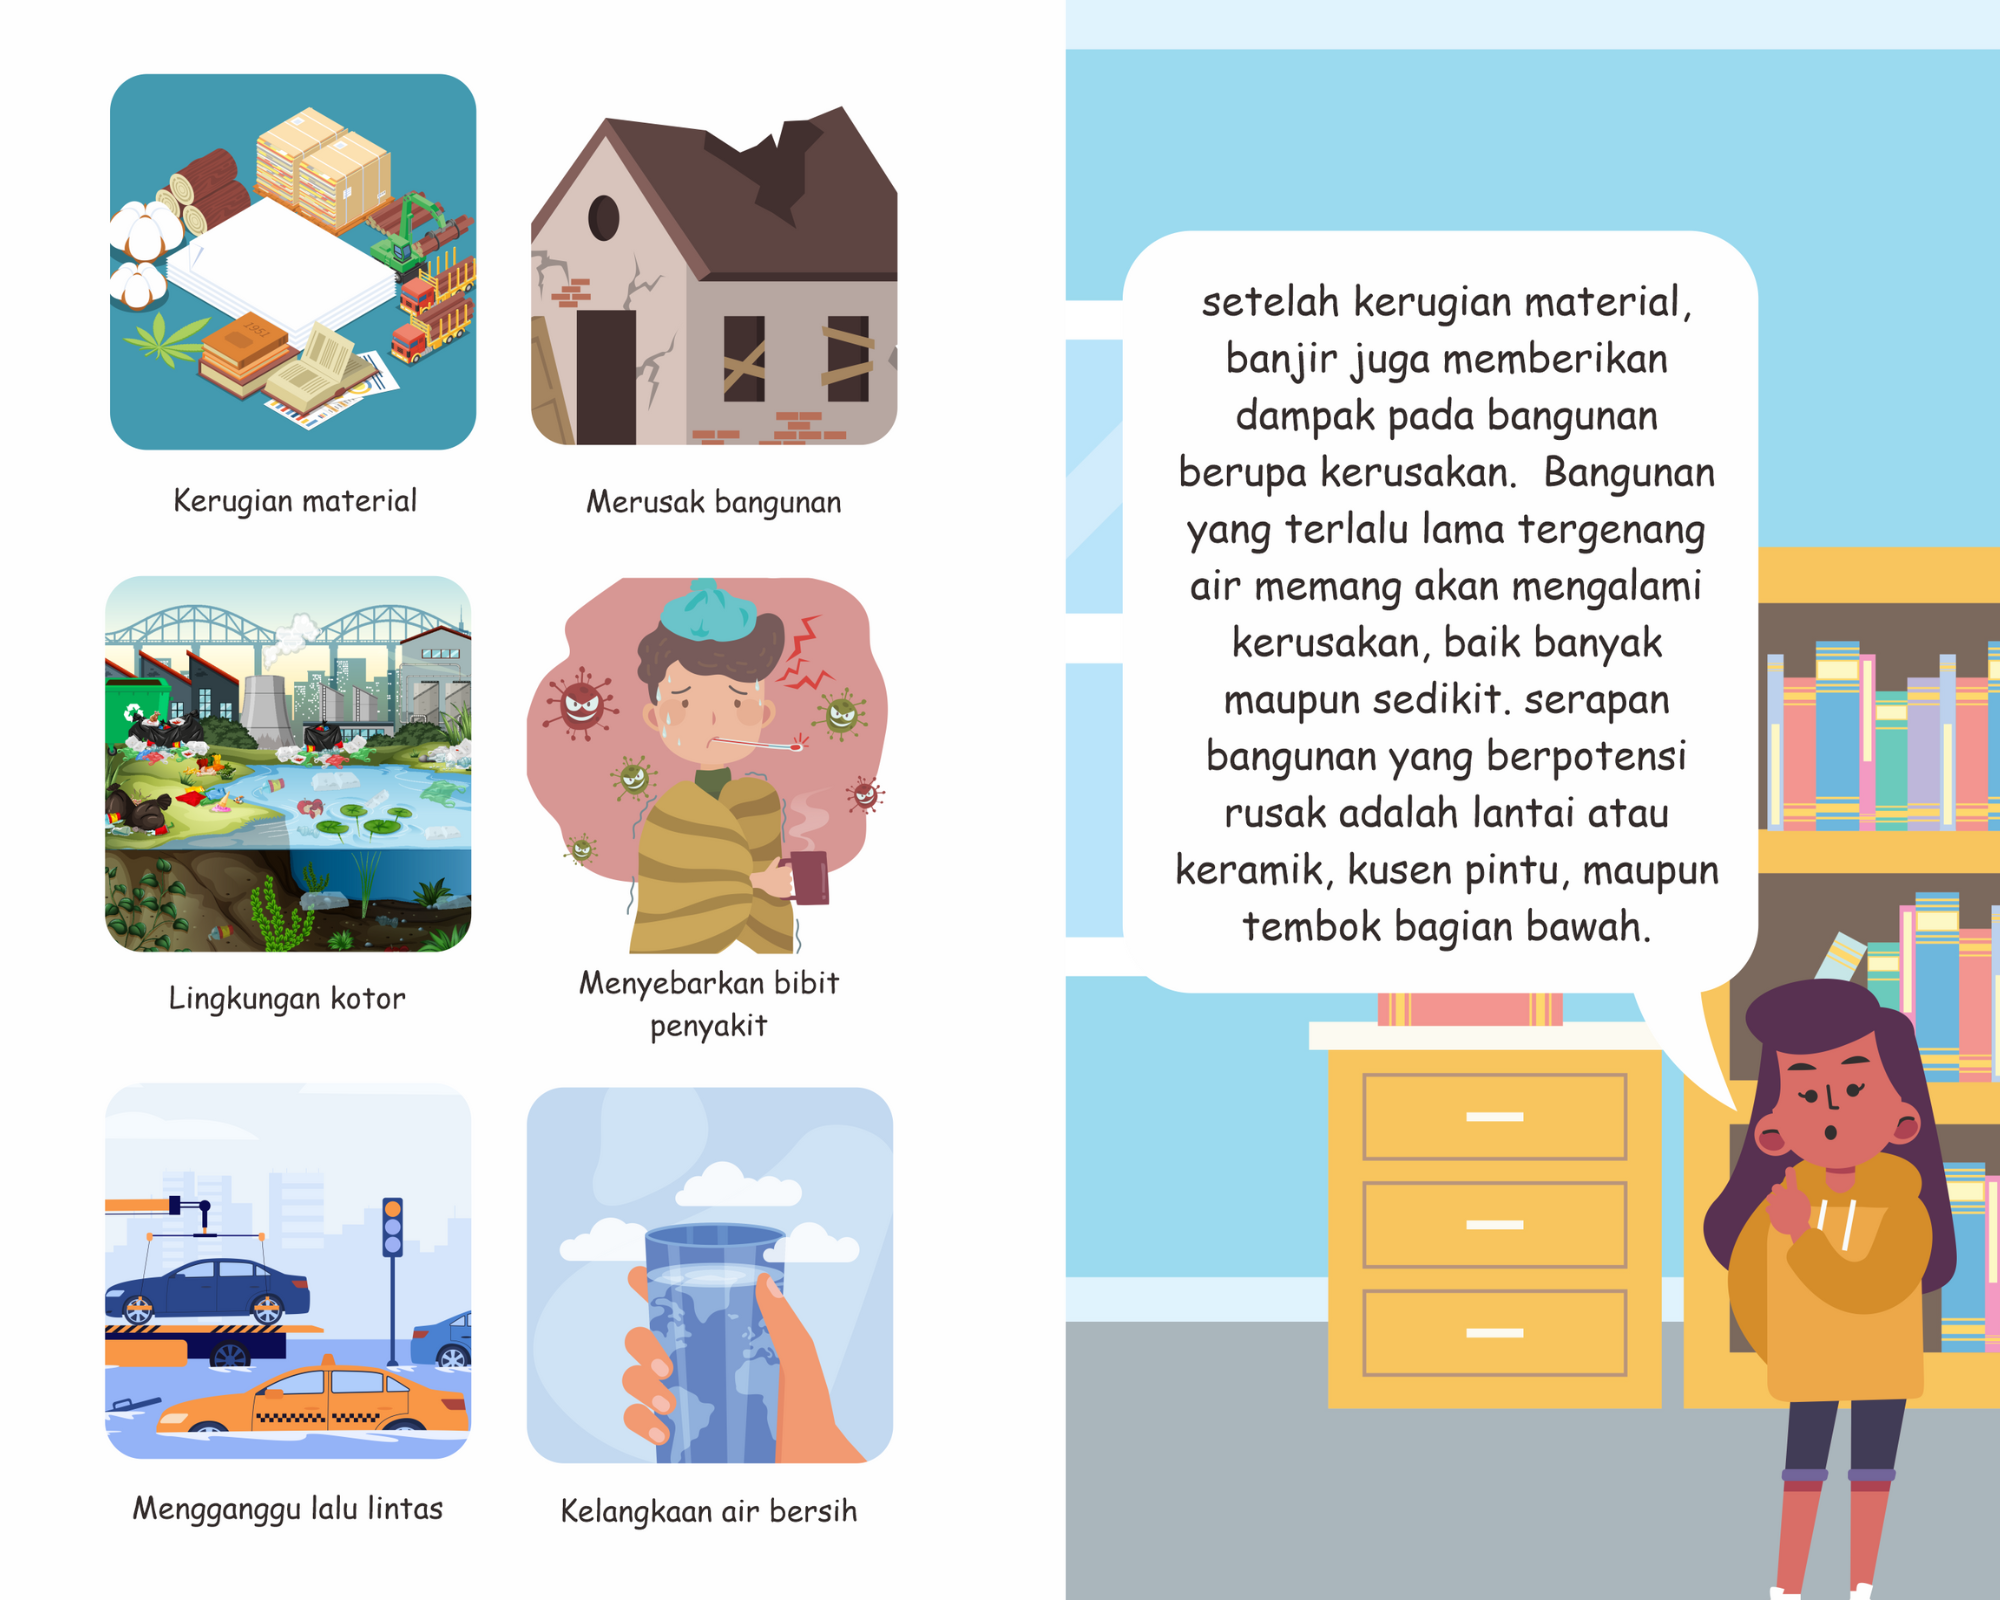 Kerugian material
Merusak bangunan
Lingkungan kotor
Menyebarkan bibit
penyakit
Mengganggu lalu lintas
Kelangkaan air bersih
1951
setelah kerugian material,
banjir juga memberikan
dampak pada bangunan
berupa kerusakan. Bangunan
yang terlalu lama tergenang
air memang akan mengalami
kerusakan, baik banyak
maupun sedikit. serapan
bangunan yang berpotensi
rusak adalah lantai atau
keramik, kusen pintu, maupun
tembok bagian bawah.